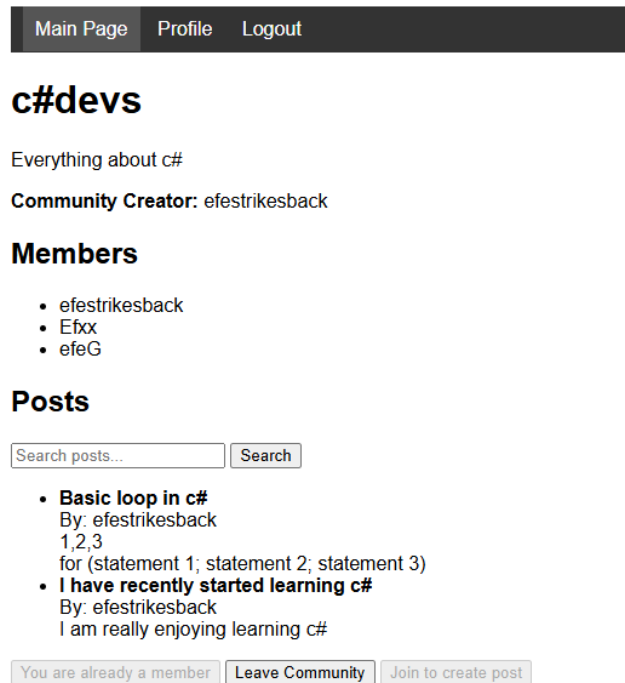 Main Page Profile Logout
c#devs
Everything about c#
Community Creator: efestrikesback
Members
efestrikesback
Efxx
efeG
Posts
Search posts... Search
Basic loop in c#
By: efestrikesback
1,2,3
for (statement 1; statement 2; statement 3)
I have recently started learning c#
By: efestrikesback
I am really enjoying learning c#
You are already a member Leave Community Join to create post